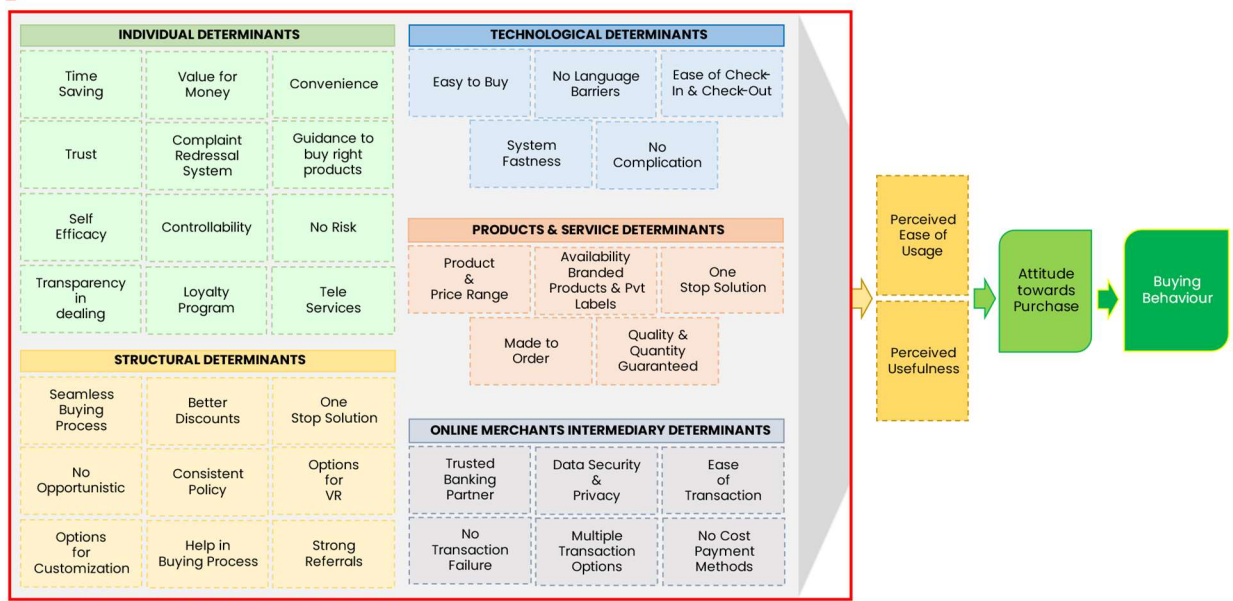 INDIVIDUAL DETERMINANTS
Time
Saving
Value for
Money
Convenience
Trust
Complaint
Redressal
System
Guidance to
buy right
products
Self
Efficacy
Controllability
No Risk
Transparency
in
dealing
Loyalty
Program
Tele
Services
STRUCTURAL DETERMINANTS
Seamless
Buying
Process
Better
Discounts
One
Stop Solution
No
Opportunistic
Consistent
Policy
Options
for
VR
Options
for
Customization
Help in
Buying Process
Strong
Referrals
TECHNOLOGICAL DETERMINANTS
Easy to Buy
No Language
Barriers
Ease of Check-
In & Check-Out
System
Fastness
No
Complication
PRODUCTS & SERVIICE DETERMINANTS
Product
&
Price Range
Availability
Branded
Products & Pvt
Labels
One
Stop Solution
Made to
Order
Quality &
Quantity
Guaranteed
ONLINE MERCHANTS INTERMEDIARY DETERMINANTS
Trusted
Banking
Partner
Data Security
&
Privacy
Ease
of
Transaction
No
Transaction
Failure
Multiple
Transaction
Options
No Cost
Payment
Methods
Perceived
Ease of
Usage
Perceived
Usefulness
Attitude
towards
Purchase
Buying
Behaviour